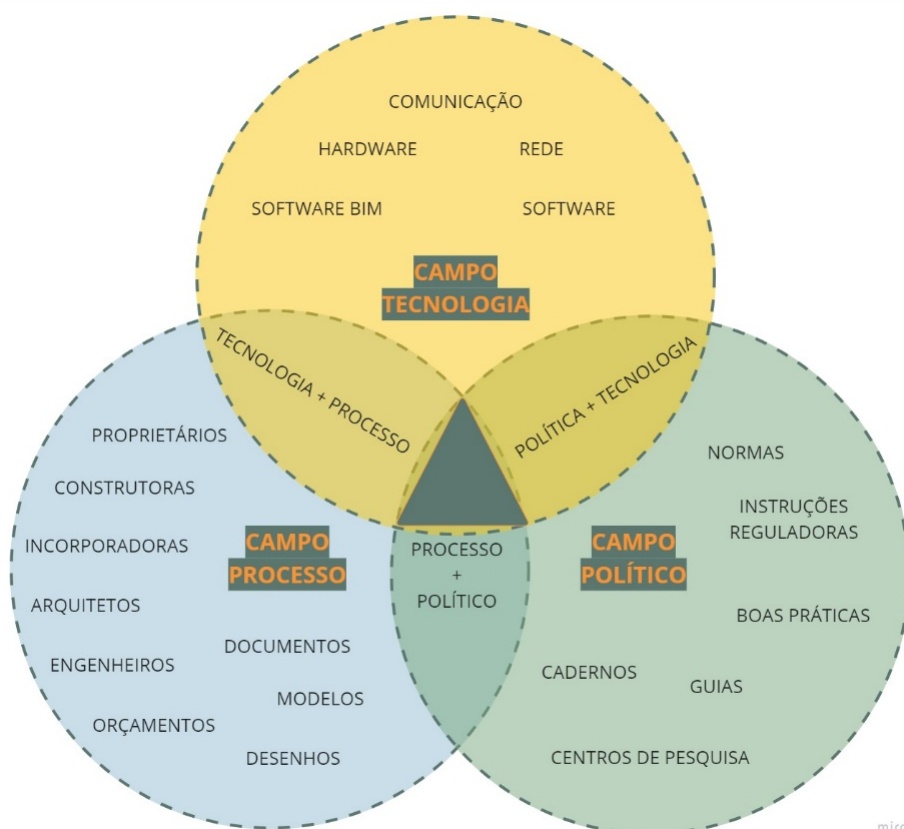 COMUNICAÇÃO
HARDWARE
REDE
SOFTWARE BIM
SOFTWARE
CAMPO
TECNOLOGIA
TECNOLOGIA + PROCESSO
POLÍTICA + TECNOLOGIA
PROPRIETÁRIOS
CONSTRUTORAS
INCORPORADORAS
ARQUITETOS
ENGENHEIROS
ORÇAMENTOS
CAMPO
PROCESSO
DOCUMENTOS
MODELOS
DESENHOS
PROCESSO
+
POLÍTICO
CAMPO
POLÍTICO
NORMAS
INSTRUÇÕES
REGULADORAS
BOAS PRÁTICAS
CADERNOS
GUIAS
CENTROS DE PESQUISA